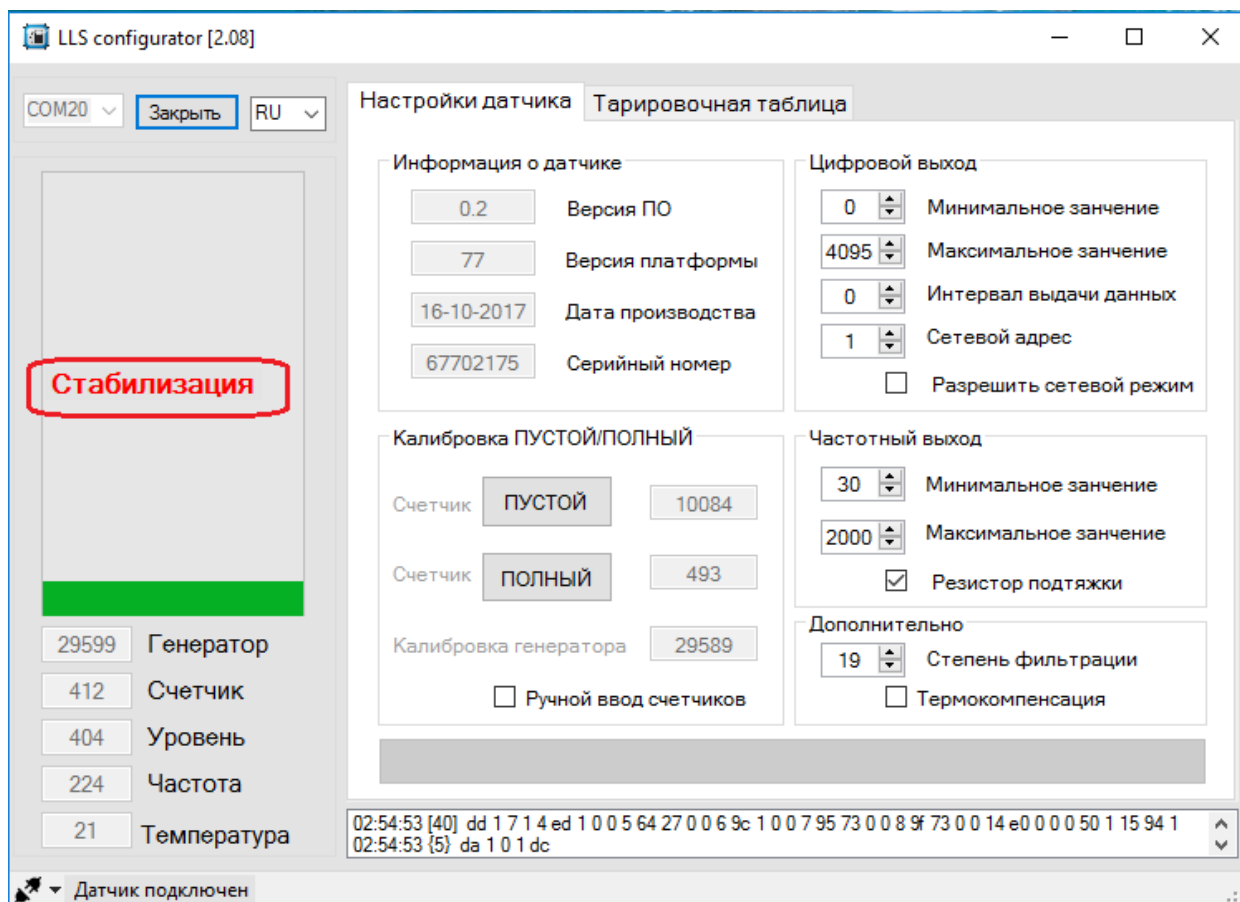 LLS configurator [2.08]
COM20
Закрыть
RU
Настройки датчика
Тарировочная таблица
Стабилизация
29599 Генератор
412 Счетчик
404 Уровень
224 Частота
21 Температура
Информация о датчике
0.2 Версия ПО
77 Версия платформы
16-10-2017 Дата производства
67702175 Серийный номер
Калибровка ПУСТОЙ/ПОЛНЫЙ
Счетчик ПУСТОЙ 10084
Счетчик ПОЛНЫЙ 493
Калибровка генератора 29589
Ручной ввод счетчиков
Цифровой выход
0 Минимальное занчение
4095 Максимальное занчение
0 Интервал выдачи данных
1 Сетевой адрес
Разрешить сетевой режим
Частотный выход
30 Минимальное занчение
2000 Максимальное занчение
Резистор подтяжки
Дополнительно
19 Степень фильтрации
Термокомпенсация
02:54:53 [40] dd 1 7 1 4 ed 1 0 0 5 64 27 0 0 6 9c 1 0 0 7 95 73 0 0 8 9f 73 0 0 14 e0 0 0 0 50 1 15 94 1
02:54:53 {5} da 1 0 1 dc
Датчик подключен